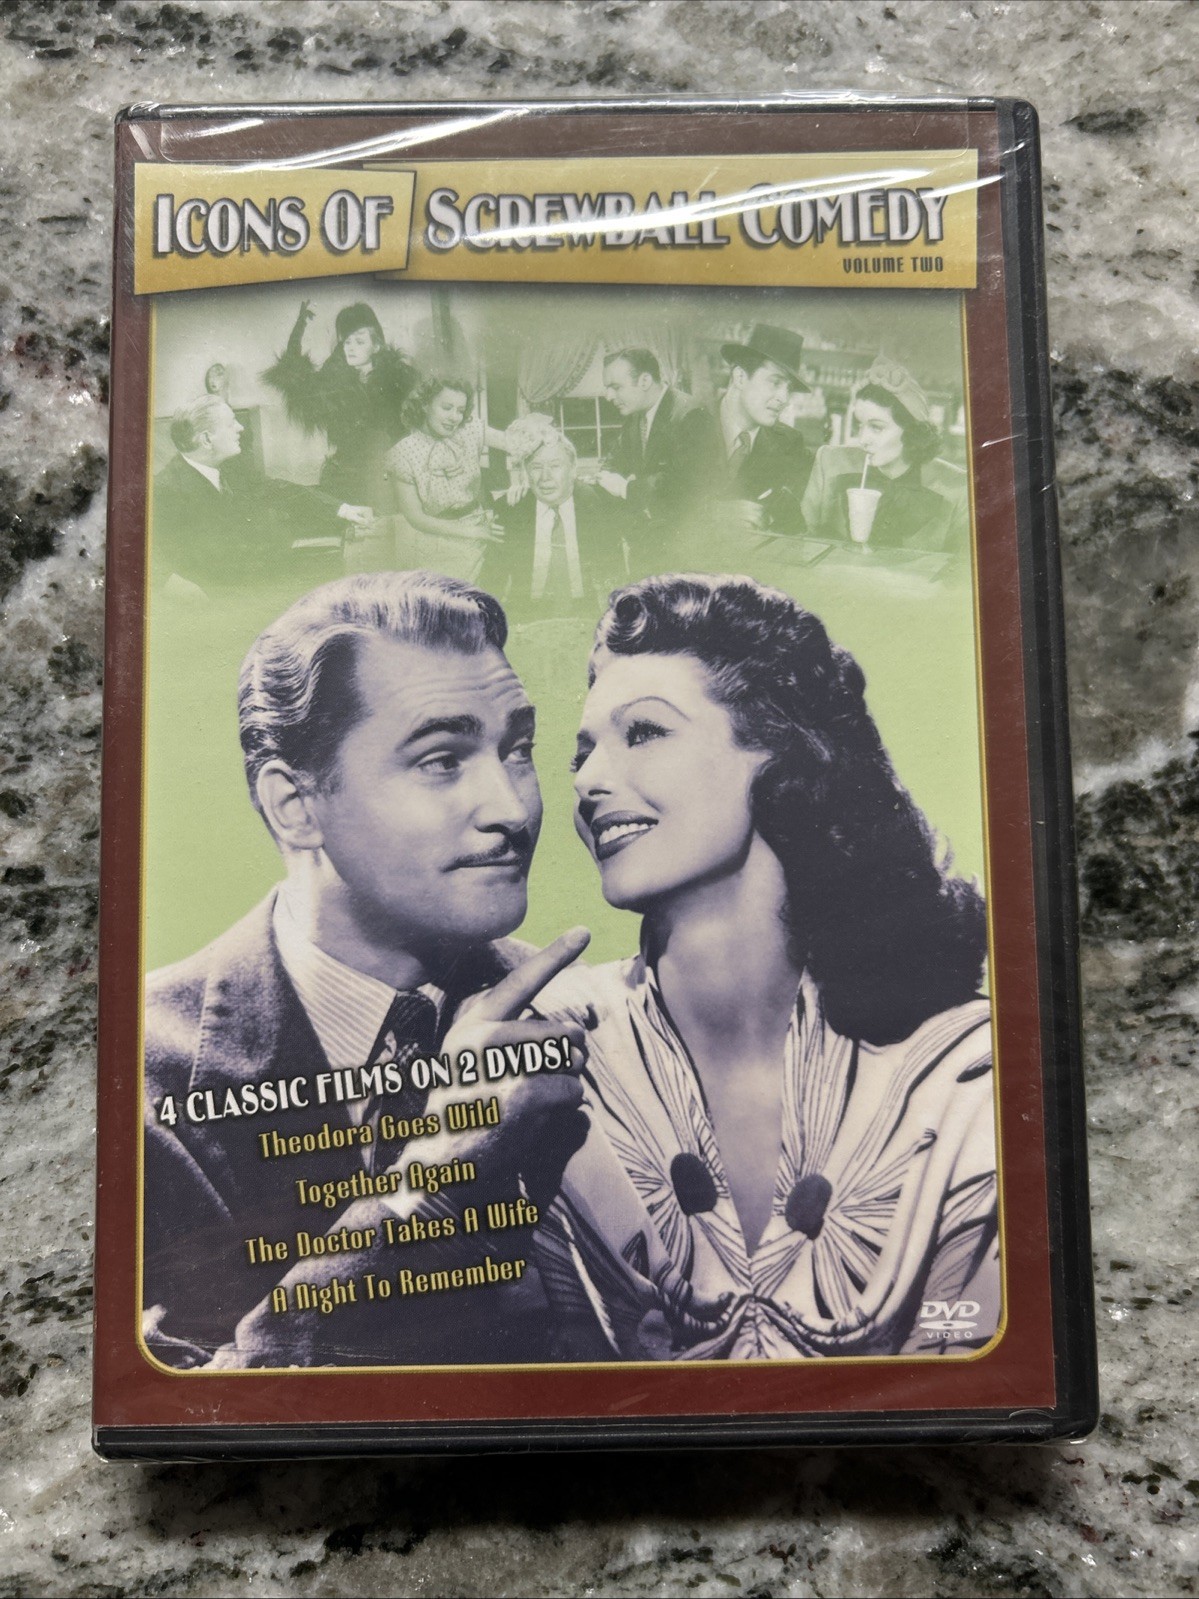 ICONS OF SCREWBALL COMEDY
VOLUME TWO
4 CLASSIC FILMS ON 2 DVDS!
Theodora Goes Wild
Together Again
The Doctor Takes A Wife
A Night To Remember
DVD
VIDEO